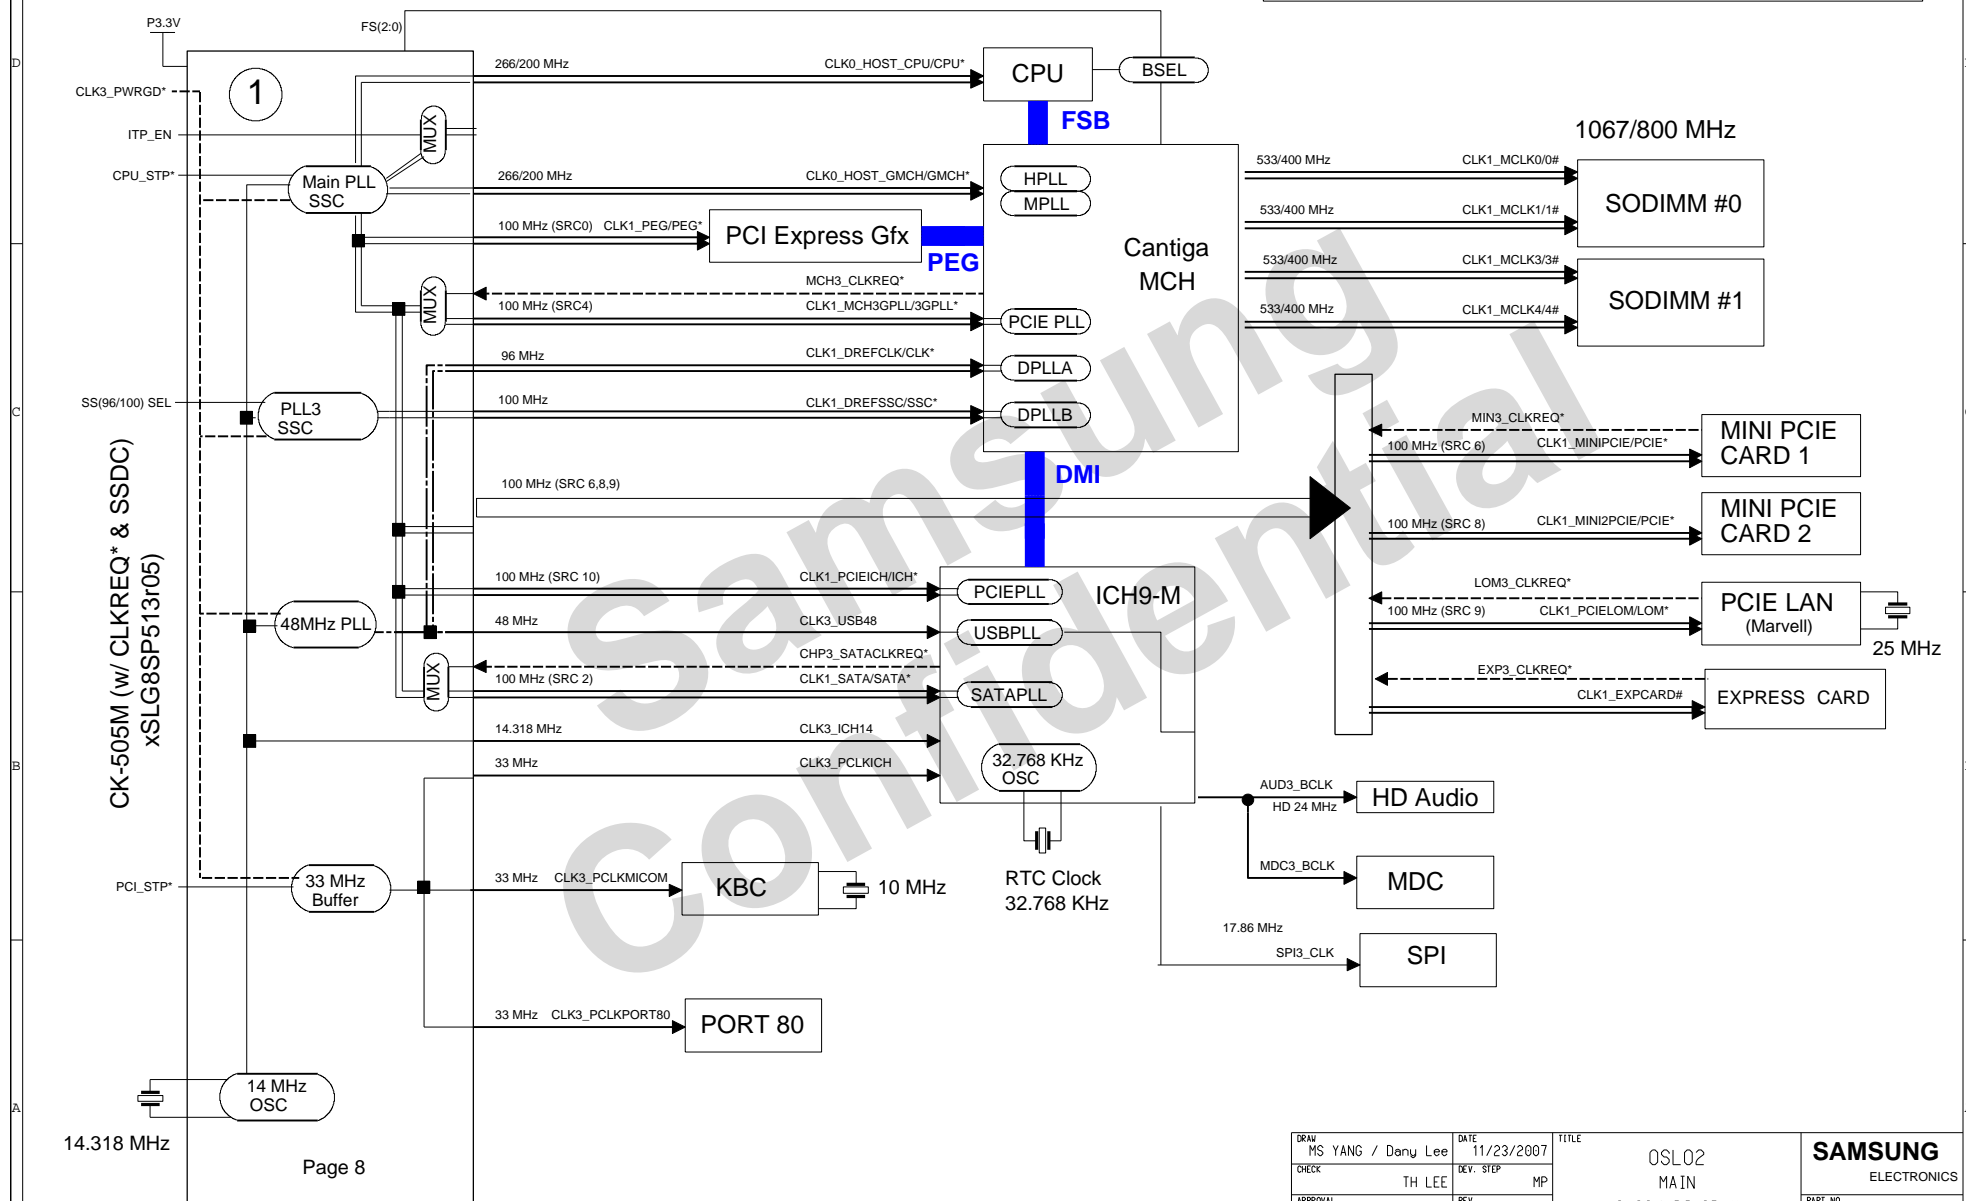 P3.3V
FS(2:0)
D
1
266/200 MHz
CLK0_HOST_CPU/CPU*
CPU
BSEL
CLK3_PWRGD*
FSB
ITP_EN
MUX
1067/800 MHz
CPU_STP*
Main PLL
SSC
266/200 MHz
CLK0_HOST_GMCH/GMCH*
HPLL
MPLL
533/400 MHz
CLK1_MCLK0/0#
SODIMM #0
533/400 MHz
CLK1_MCLK1/1#
100 MHz (SRC0)
CLK1_PEG/PEG*
PCI Express Gfx
PEG
Cantiga
MCH
533/400 MHz
CLK1_MCLK3/3#
SODIMM #1
533/400 MHz
CLK1_MCLK4/4#
MUX
MCH3_CLKREQ*
100 MHz (SRC4)
CLK1_MCH3GPLL/3GPLL*
PCIE PLL
96 MHz
CLK1_DREFCLK/CLK*
DPLLA
SS(96/100) SEL
C
PLL3
SSC
100 MHz
CLK1_DREFSSC/SSC*
DPLLB
MIN3_CLKREQ*
100 MHz (SRC 6)
CLK1_MINIPCIE/PCIE*
MINI PCIE
CARD 1
DMI
100 MHz (SRC 6,8,9)
100 MHz (SRC 8)
CLK1_MINI2PCIE/PCIE*
MINI PCIE
CARD 2
CK-505M (w/ CLKREQ* & SSDC)
xSLG8SP513r05)
100 MHz (SRC 10)
CLK1_PCIEICH/ICH*
PCIEPLL
ICH9-M
LOM3_CLKREQ*
100 MHz (SRC 9)
CLK1_PCIELOM/LOM*
PCIE LAN
(Marvell)
25 MHz
48MHz PLL
48 MHz
CLK3_USB48
USBPLL
MUX
CHP3_SATACLKREQ*
100 MHz (SRC 2)
CLK1_SATA/SATA*
SATAPLL
EXP3_CLKREQ*
CLK1_EXPCARD#
EXPRESS CARD
14.318 MHz
CLK3_ICH14
B
33 MHz
CLK3_PCLKICH
32.768 KHz
OSC
AUD3_BCLK
HD 24 MHz
HD Audio
PCI_STP*
33 MHz
Buffer
33 MHz
CLK3_PCLKMICOM
KBC
10 MHz
RTC Clock
32.768 KHz
MDC3_BCLK
MDC
17.86 MHz
SPI3_CLK
SPI
33 MHz
CLK3_PCLKPORT80
PORT 80
14 MHz
OSC
A
14.318 MHz
Page 8
Samsung
Confidential
DRAW
MS YANG / Dany Lee
DATE
11/23/2007
TITLE
OSLO2
MAIN
SAMSUNG
ELECTRONICS
CHECK
TH LEE
DEV. STEP
MP